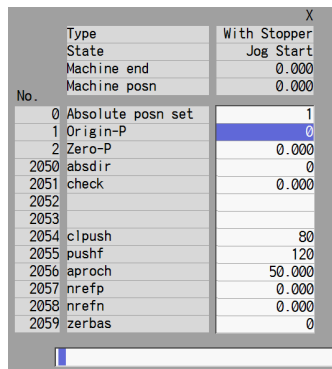 X
Type With Stopper
State Jog Start
Machine end 0.000
Machine posn 0.000
No.
0 Absolute posn set 1
1 Origin-P 0
2 Zero-P 0.000
2050 absdir 0
2051 check 0.000
2052
2053
2054 clpush 80
2055 pushf 120
2056 aproch 50.000
2057 nrefp 0.000
2058 nrefn 0.000
2059 zerbas 0